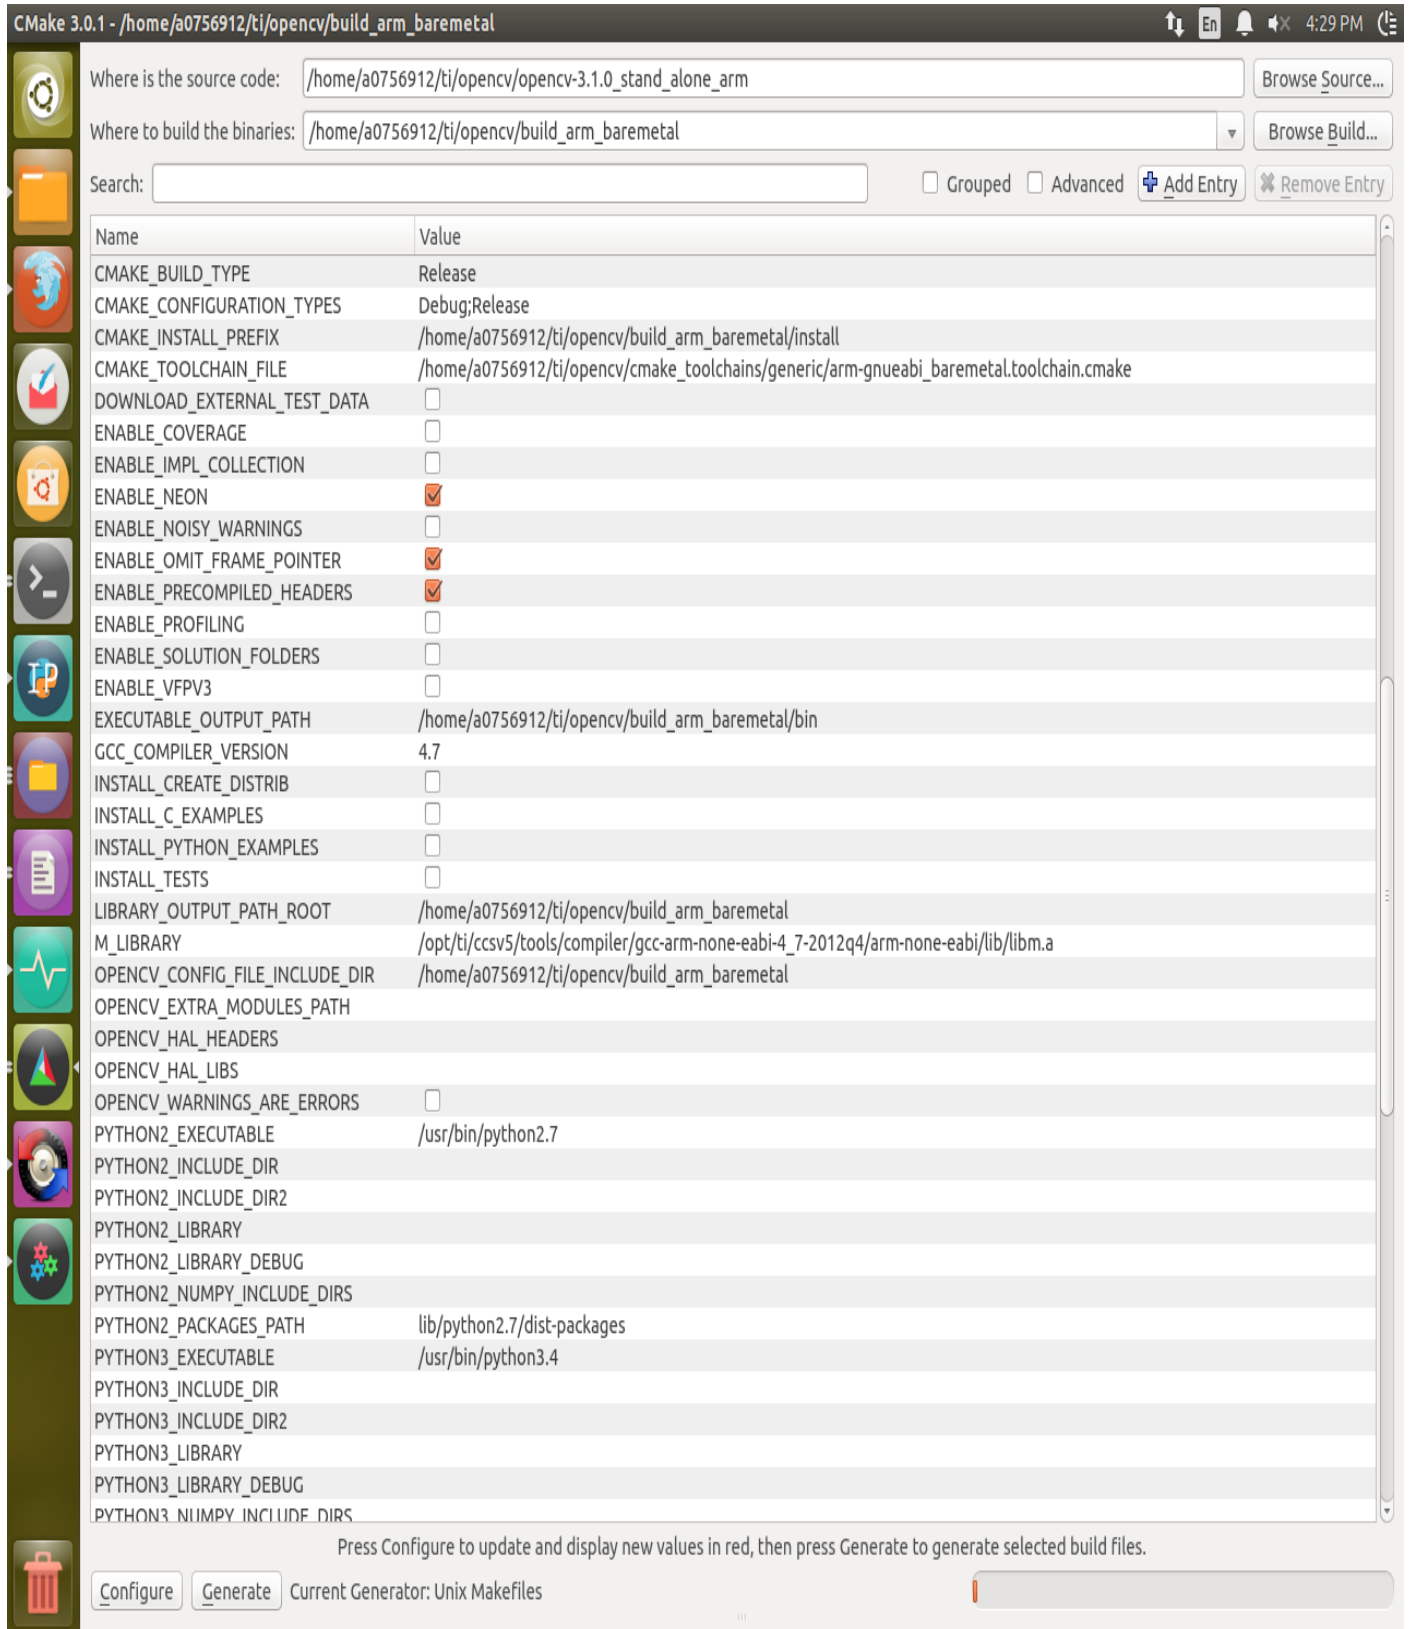 CMake 3.0.1 - /home/a0756912/ti/opencv/build_arm_baremetal En 4:29 PM
Where is the source code: /home/a0756912/ti/opencv/opencv-3.1.0_stand_alone_arm Browse Source...
Where to build the binaries: /home/a0756912/ti/opencv/build_arm_baremetal Browse Build...
Search: Grouped Advanced Add Entry Remove Entry
Name Value
CMAKE_BUILD_TYPE Release
CMAKE_CONFIGURATION_TYPES Debug;Release
CMAKE_INSTALL_PREFIX /home/a0756912/ti/opencv/build_arm_baremetal/install
CMAKE_TOOLCHAIN_FILE /home/a0756912/ti/opencv/cmake_toolchains/generic/arm-gnueabi_baremetal.toolchain.cmake
DOWNLOAD_EXTERNAL_TEST_DATA
ENABLE_COVERAGE
ENABLE_IMPL_COLLECTION
ENABLE_NEON
ENABLE_NOISY_WARNINGS
ENABLE_OMIT_FRAME_POINTER
ENABLE_PRECOMPILED_HEADERS
ENABLE_PROFILING
ENABLE_SOLUTION_FOLDERS
ENABLE_VFPV3
EXECUTABLE_OUTPUT_PATH /home/a0756912/ti/opencv/build_arm_baremetal/bin
GCC_COMPILER_VERSION 4.7
INSTALL_CREATE_DISTRIB
INSTALL_C_EXAMPLES
INSTALL_PYTHON_EXAMPLES
INSTALL_TESTS
LIBRARY_OUTPUT_PATH_ROOT /home/a0756912/ti/opencv/build_arm_baremetal
M_LIBRARY /opt/ti/ccsv5/tools/compiler/gcc-arm-none-eabi-4_7-2012q4/arm-none-eabi/lib/libm.a
OPENCV_CONFIG_FILE_INCLUDE_DIR /home/a0756912/ti/opencv/build_arm_baremetal
OPENCV_EXTRA_MODULES_PATH
OPENCV_HAL_HEADERS
OPENCV_HAL_LIBS
OPENCV_WARNINGS_ARE_ERRORS
PYTHON2_EXECUTABLE /usr/bin/python2.7
PYTHON2_INCLUDE_DIR
PYTHON2_INCLUDE_DIR2
PYTHON2_LIBRARY
PYTHON2_LIBRARY_DEBUG
PYTHON2_NUMPY_INCLUDE_DIRS
PYTHON2_PACKAGES_PATH lib/python2.7/dist-packages
PYTHON3_EXECUTABLE /usr/bin/python3.4
PYTHON3_INCLUDE_DIR
PYTHON3_INCLUDE_DIR2
PYTHON3_LIBRARY
PYTHON3_LIBRARY_DEBUG
PYTHON3_NUMPY_INCLUDE_DIRS
Press Configure to update and display new values in red, then press Generate to generate selected build files.
Configure Generate Current Generator: Unix Makefiles